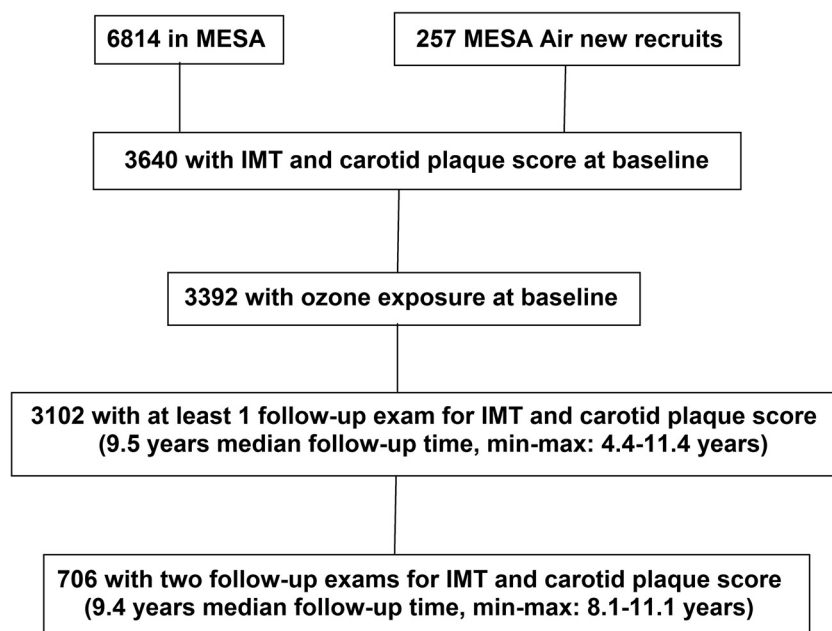 6814 in MESA
257 MESA Air new recruits
3640 with IMT and carotid plaque score at baseline
3392 with ozone exposure at baseline
3102 with at least 1 follow-up exam for IMT and carotid plaque score
(9.5 years median follow-up time, min-max: 4.4-11.4 years)
706 with two follow-up exams for IMT and carotid plaque score
(9.4 years median follow-up time, min-max: 8.1-11.1 years)